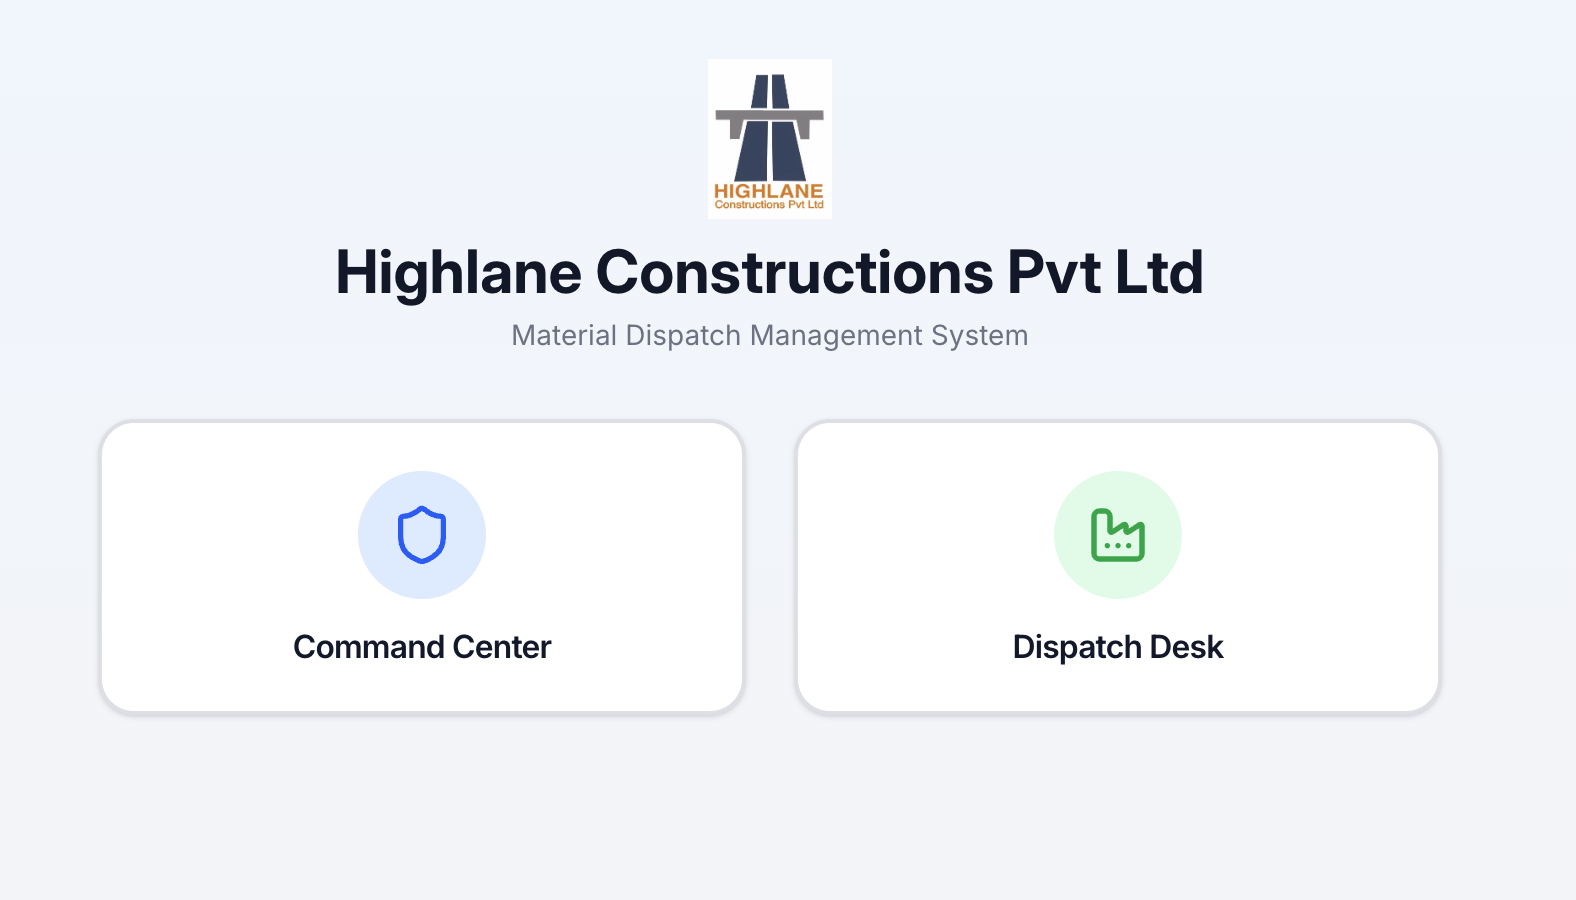 HIGHLANE
Constructions Pvt Ltd
Highlane Constructions Pvt Ltd
Material Dispatch Management System
Command Center
Dispatch Desk